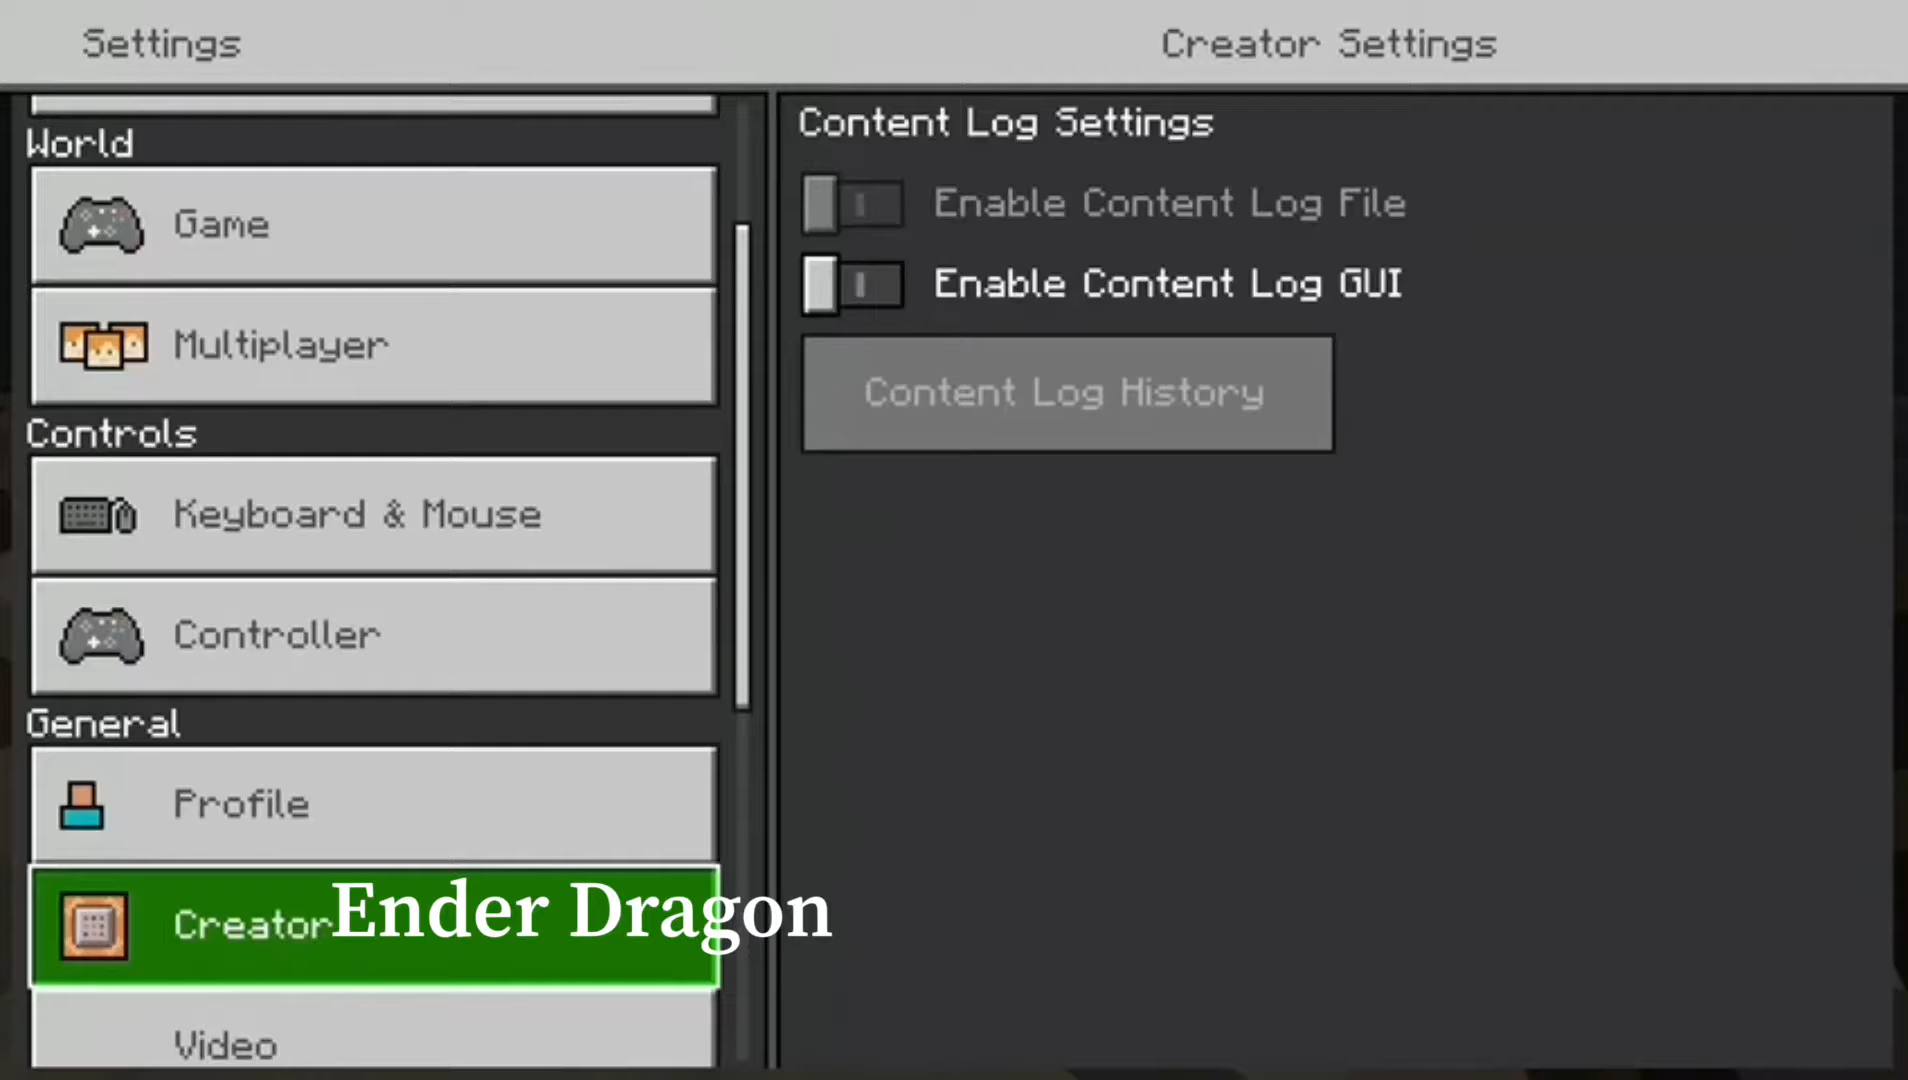 Settings
Creator Settings
World
Game
Multiplayer
Controls
Keyboard & Mouse
Controller
General
Profile
Creator
Ender Dragon
Video
Content Log Settings
Enable Content Log File
Enable Content Log GUI
Content Log History